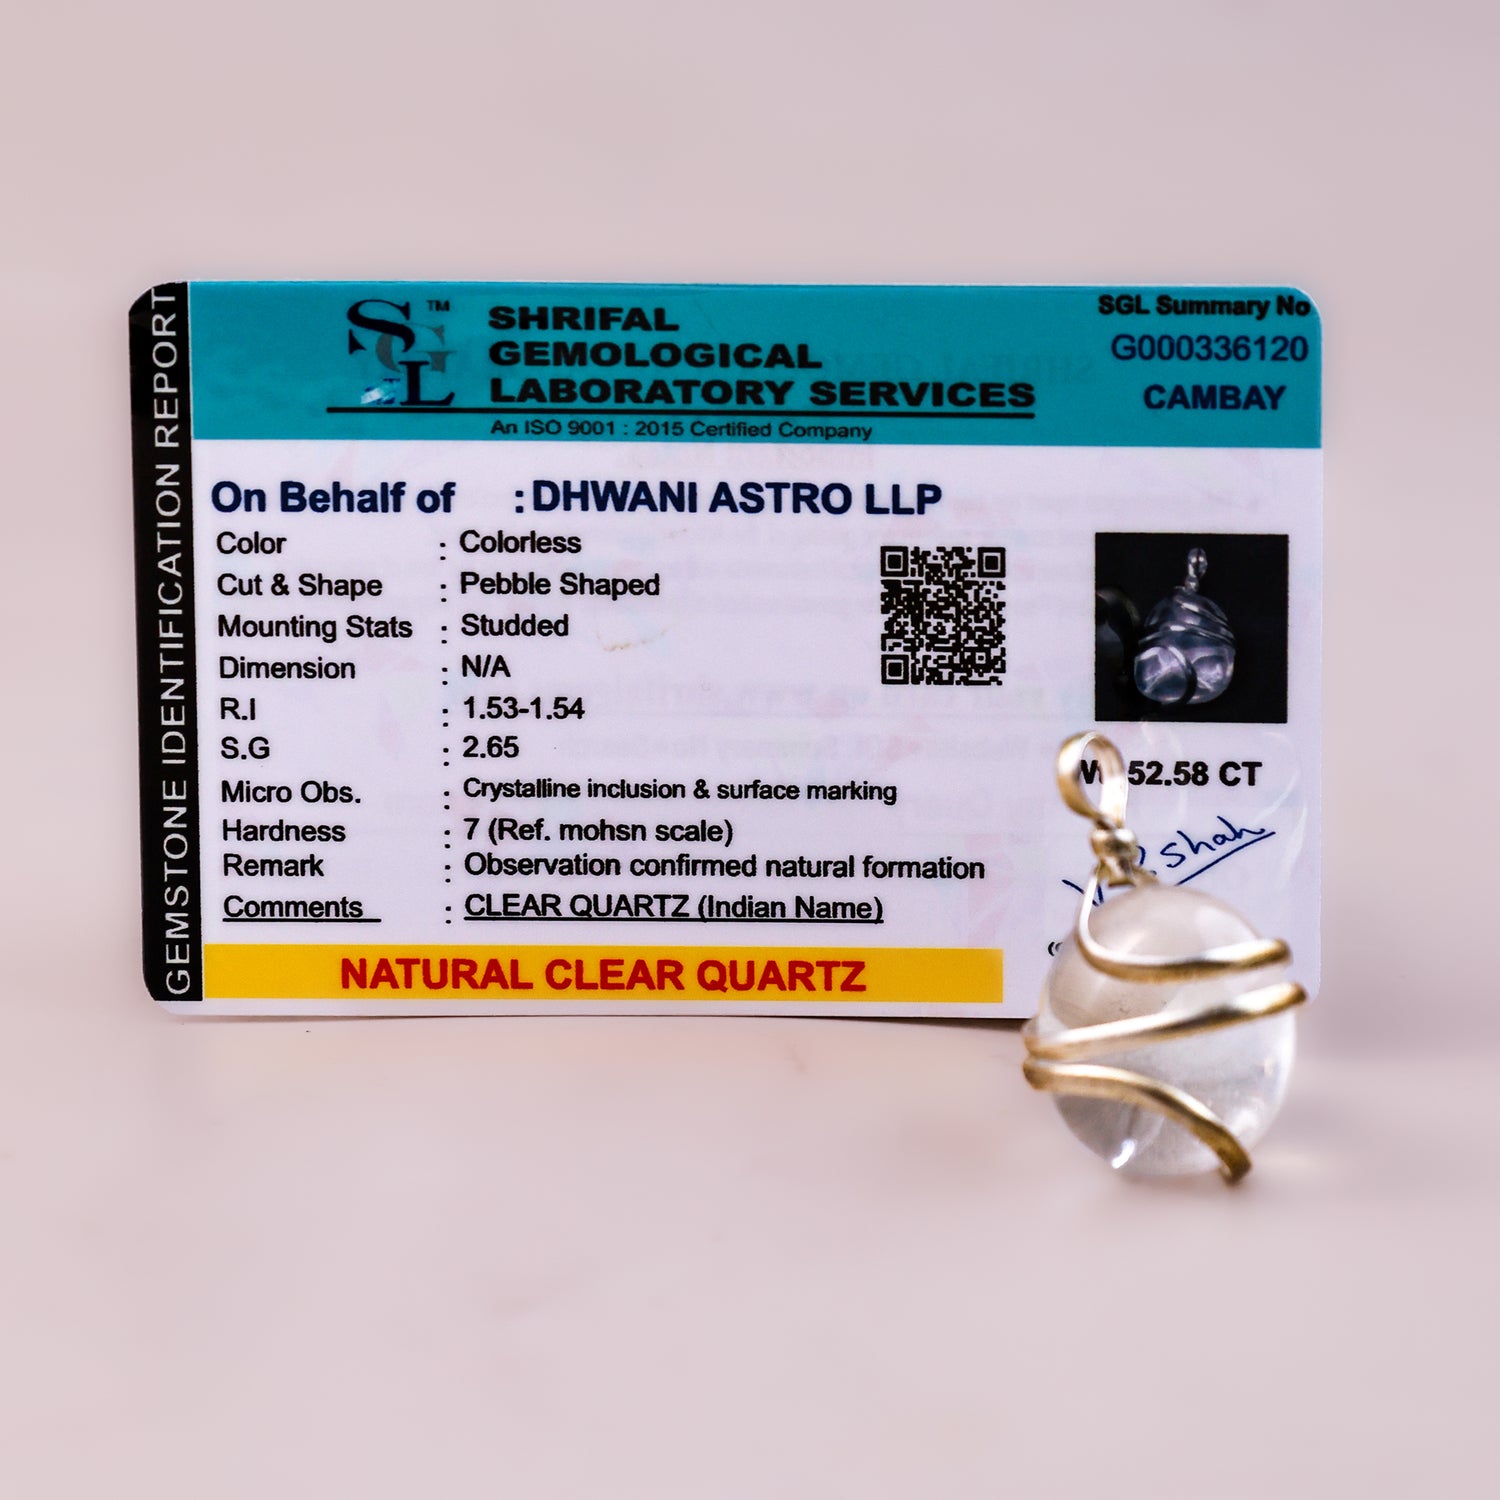 GEMSTONE IDENTIFICATION REPORT
SGL ™
SHRIFAL
GEMOLOGICAL
LABORATORY SERVICES
An ISO 9001 : 2015 Certified Company
SGL Summary No
G000336120
CAMBAY
On Behalf of : DHWANI ASTRO LLP
Color : Colorless
Cut & Shape : Pebble Shaped
Mounting Stats : Studded
Dimension : N/A
R.I : 1.53-1.54
S.G : 2.65
Micro Obs. : Crystalline inclusion & surface marking
Hardness : 7 (Ref. mohsn scale)
Remark : Observation confirmed natural formation
Comments : CLEAR QUARTZ (Indian Name)
NATURAL CLEAR QUARTZ
52.58 CT
shah